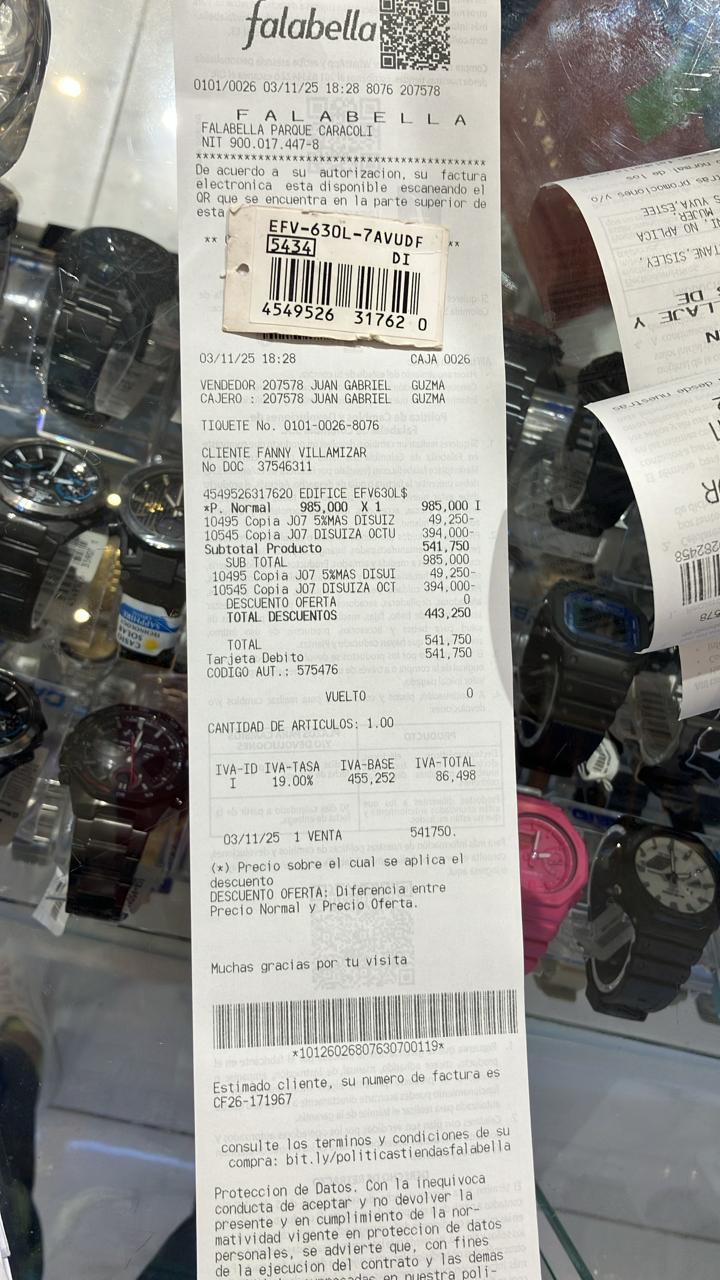 falabella
0101/0026 03/11/25 18:28 8076 207578
F A L A B E L L A
FALABELLA PARQUE CARACOLI
NIT 900.017.447-8
****************************************
De acuerdo a su autorizacion, su factura
electronica esta disponible escaneando el
QR que se encuentra en la parte superior de
esta
** **
EFV-630L-7AVUDF
5434 DI
4549526 31762 0
03/11/25 18:28 CAJA 0026
VENDEDOR 207578 JUAN GABRIEL GUZMA
CAJERO : 207578 JUAN GABRIEL GUZMA
TIQUETE No. 0101-0026-8076
CLIENTE FANNY VILLAMIZAR
No DOC 37546311
4549526317620 EDIFICE EFV630L$
*P. Normal 985,000 X 1 985,000 I
10495 Copia J07 5%MAS DISUIZ 49,250-
10545 Copia J07 DISUIZA OCTU 394,000-
Subtotal Producto 541,750
SUB TOTAL 985,000
10495 Copia J07 5%MAS DISUI 49,250-
10545 Copia J07 DISUIZA OCT 394,000-
DESCUENTO OFERTA 0
TOTAL DESCUENTOS 443,250
TOTAL 541,750
Tarjeta Debito 541,750
CODIGO AUT.: 575476
VUELTO 0
CANTIDAD DE ARTICULOS: 1.00
IVA-ID IVA-TASA IVA-BASE IVA-TOTAL
I 19.00% 455,252 86,498
03/11/25 1 VENTA 541750.
(*) Precio sobre el cual se aplica el
descuento
DESCUENTO OFERTA: Diferencia entre
Precio Normal y Precio Oferta.
Muchas gracias por tu visita
*10126026807630700119*
Estimado cliente, su numero de factura es
CF26-171967
consulte los terminos y condiciones de su
compra: bit.ly/politicastiendasfalabella
Proteccion de Datos. Con la inequivoca
conducta de aceptar y no devolver la
presente y en cumplimiento de la nor-
matividad vigente en proteccion de datos
personales, se advierte que, con fines
de la ejecucion del contrato y las demas
en nuestra poli-